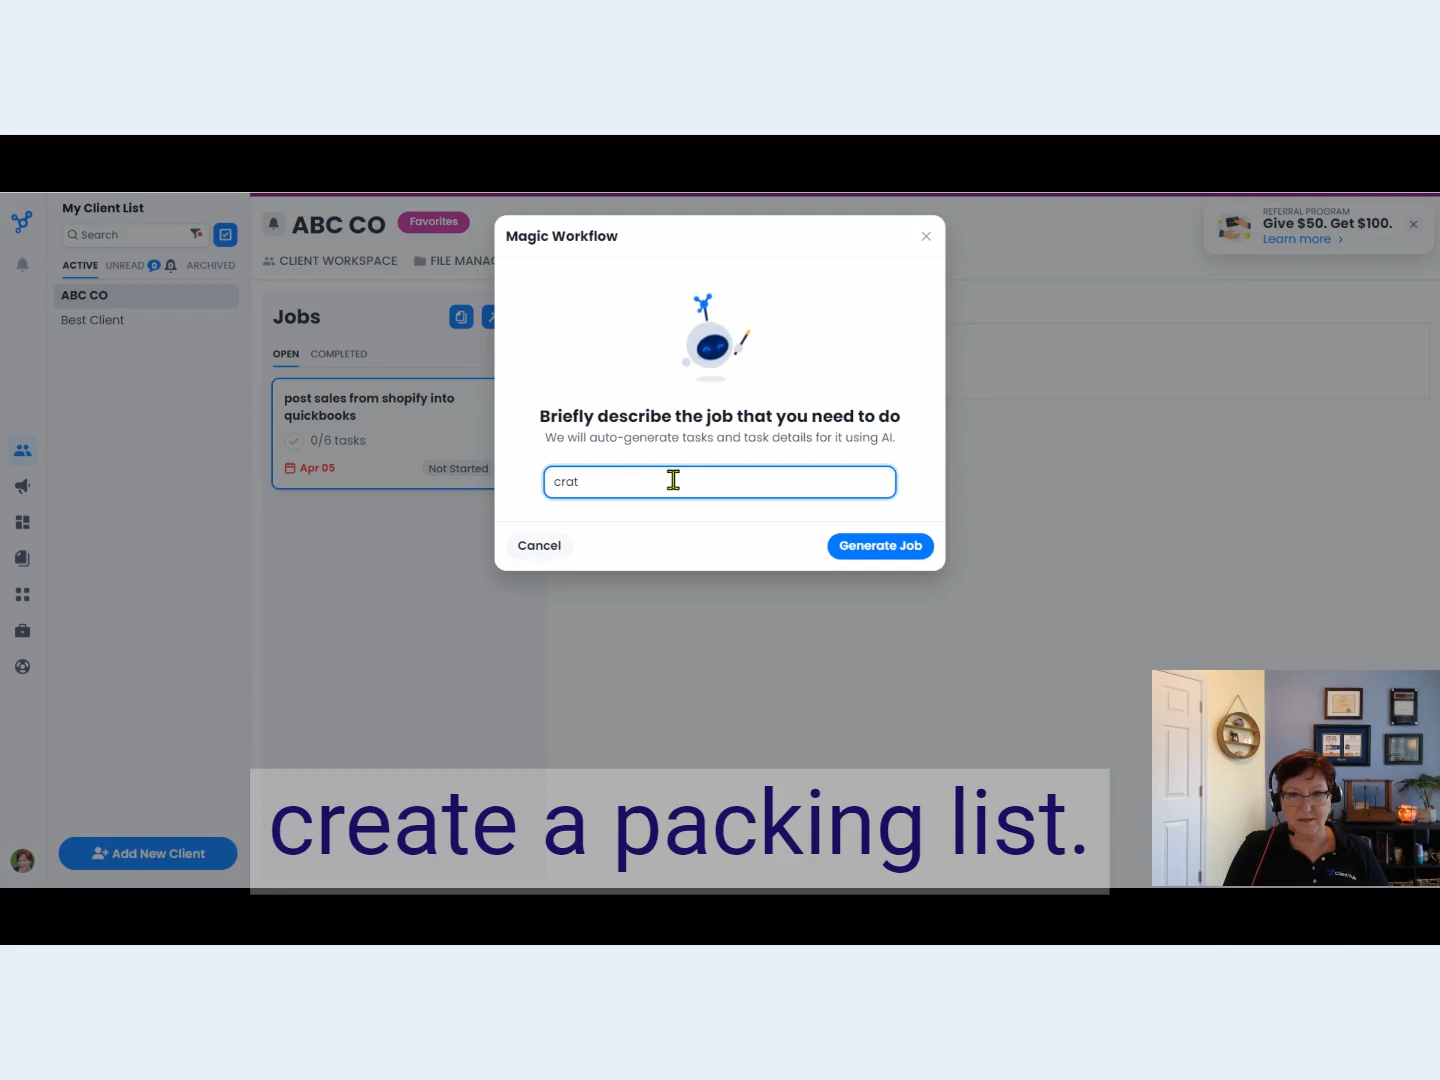 My Client List
Search
ACTIVE UNREAD 0 0 ARCHIVED
ABC CO
Best Client
Add New Client
ABC CO Favorites
CLIENT WORKSPACE FILE MANAG
Jobs
OPEN COMPLETED
post sales from shopify into
quickbooks
0/6 tasks
Apr 05 Not Started
Magic Workflow
Briefly describe the job that you need to do
We will auto-generate tasks and task details for it using AI.
crat
Cancel Generate Job
REFERRAL PROGRAM
Give $50. Get $100.
Learn more >
create a packing list.